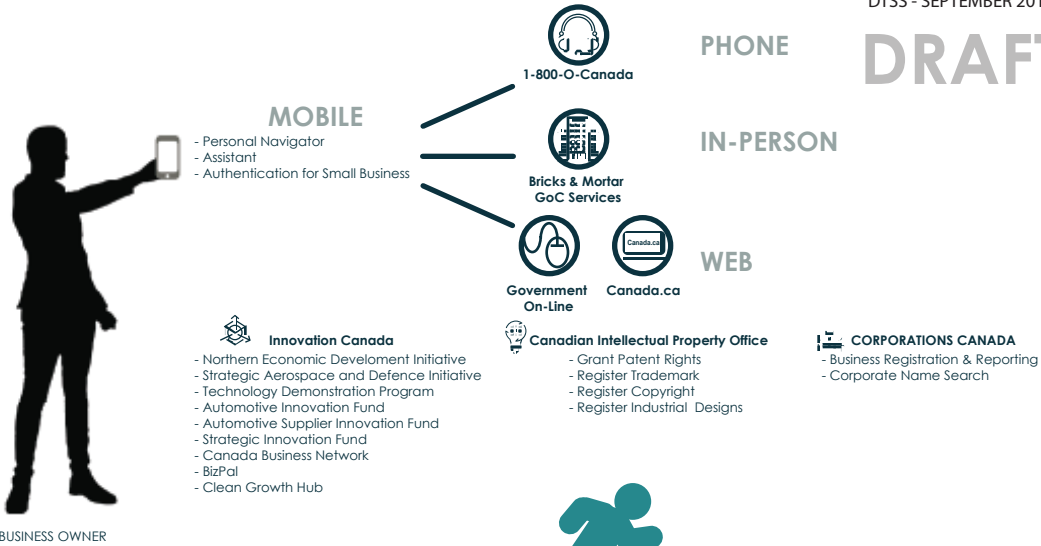 DTSS - SEPTEMBER 201
DRAFT
PHONE
1-800-O-Canada
MOBILE
- Personal Navigator
- Assistant
- Authentication for Small Business
IN-PERSON
Bricks & Mortar
GoC Services
Canada.ca
WEB
Government
On-Line
Canada.ca
Innovation Canada
- Northern Economic Develoment Initiative
- Strategic Aerospace and Defence Initiative
- Technology Demonstration Program
- Automotive Innovation Fund
- Automotive Supplier Innovation Fund
- Strategic Innovation Fund
- Canada Business Network
- BizPal
- Clean Growth Hub
Canadian Intellectual Property Office
- Grant Patent Rights
- Register Trademark
- Register Copyright
- Register Industrial Designs
CORPORATIONS CANADA
- Business Registration & Reporting
- Corporate Name Search
BUSINESS OWNER